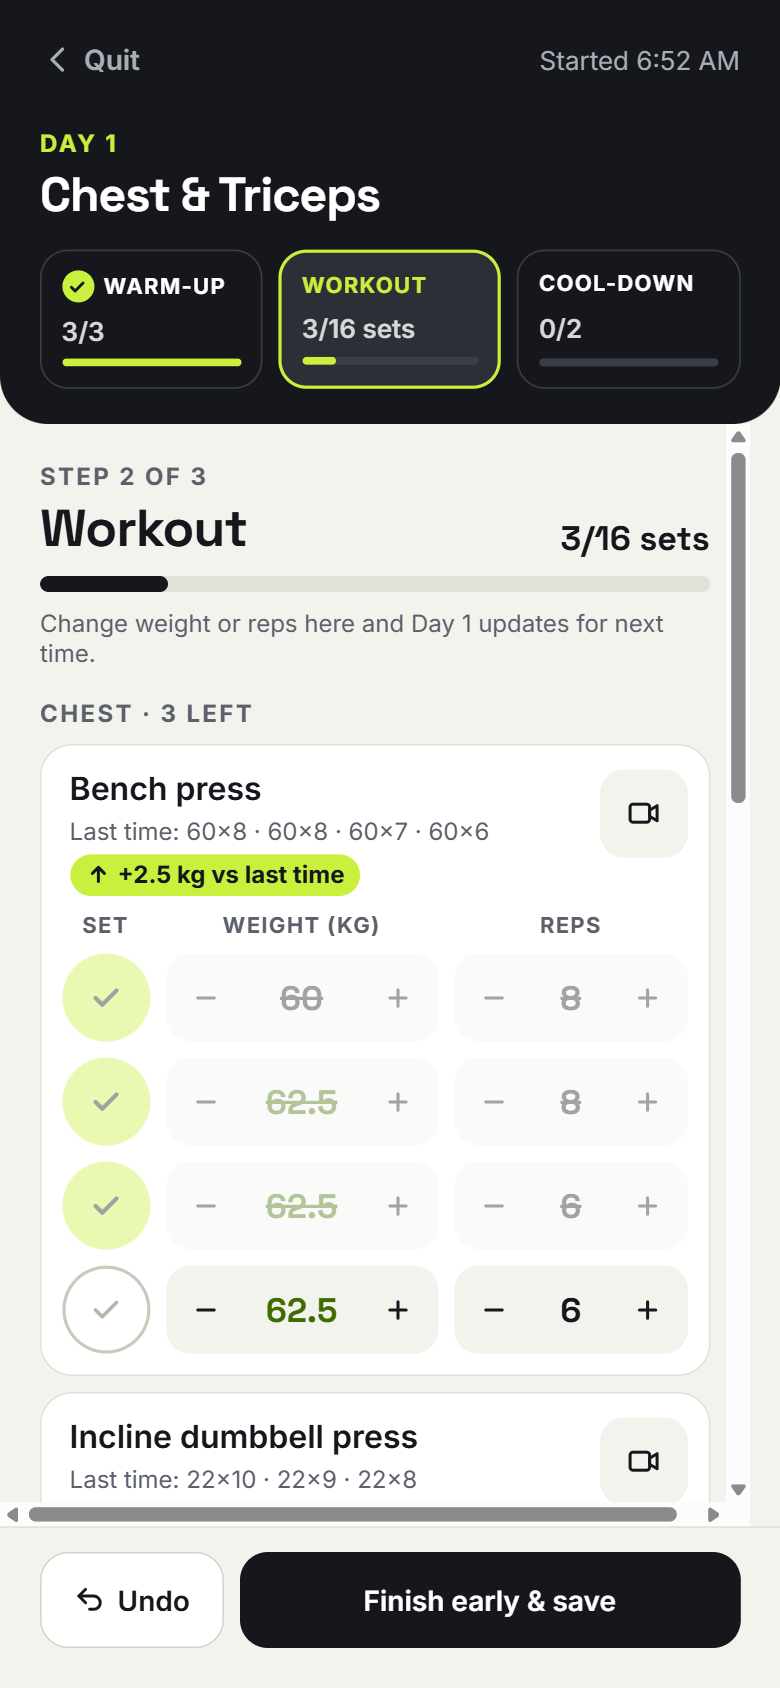 Quit
Started 6:52 AM
DAY 1
Chest & Triceps
WARM-UP
3/3
WORKOUT
3/16 sets
COOL-DOWN
0/2
STEP 2 OF 3
Workout
3/16 sets
Change weight or reps here and Day 1 updates for next
time.
CHEST · 3 LEFT
Bench press
Last time: 60×8 · 60×8 · 60×7 · 60×6
↑ +2.5 kg vs last time
SET WEIGHT (KG) REPS
− 60 + − 8 +
− 62.5 + − 8 +
− 62.5 + − 6 +
− 62.5 + − 6 +
Incline dumbbell press
Last time: 22×10 · 22×9 · 22×8
Undo
Finish early & save